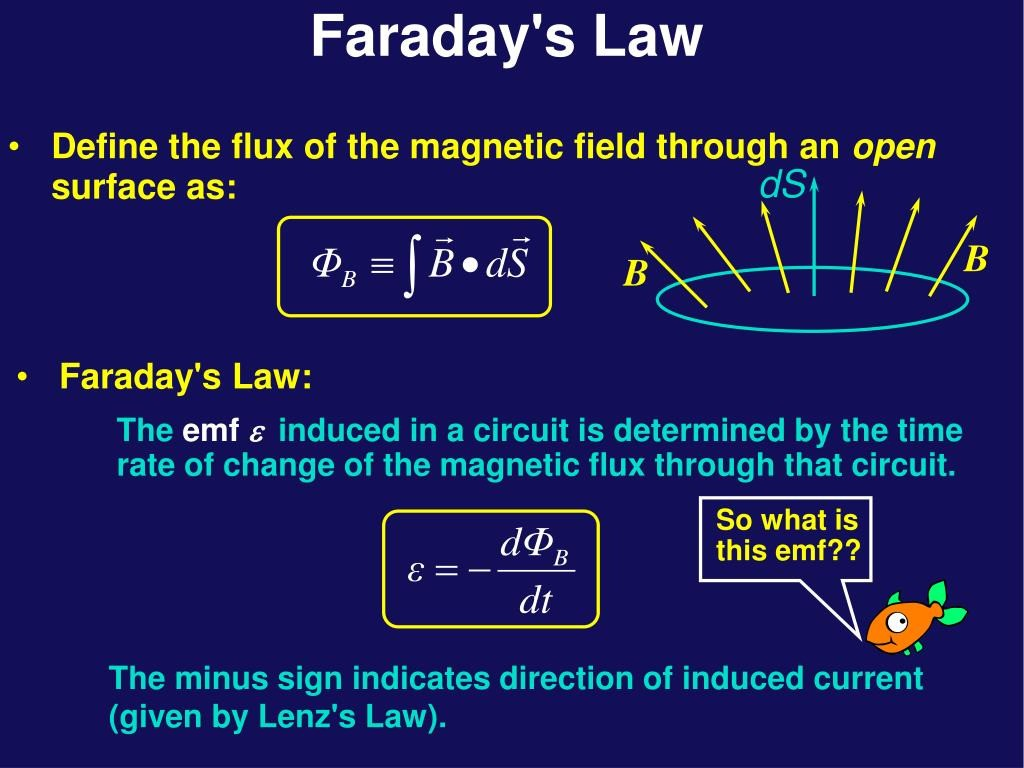 Faraday's Law
• Define the flux of the magnetic field through an open
surface as:
dS
Φ_B ≡ ∫ B⃗ • dS⃗
B
B
• Faraday's Law:
The emf ε induced in a circuit is determined by the time
rate of change of the magnetic flux through that circuit.
ε = − dΦ_B / dt
So what is
this emf??
The minus sign indicates direction of induced current
(given by Lenz's Law).